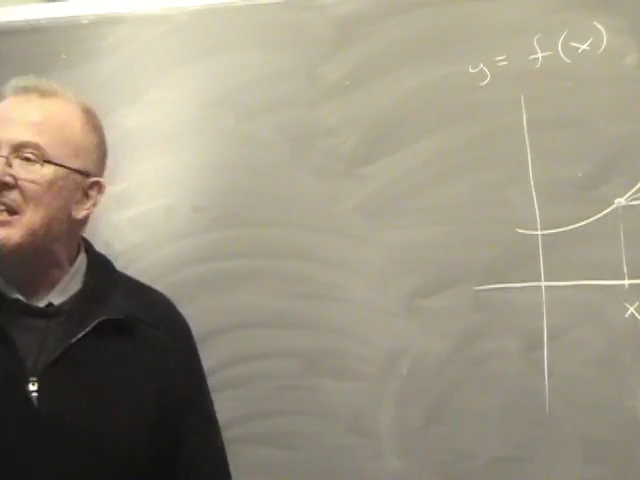 y = f(x)
x